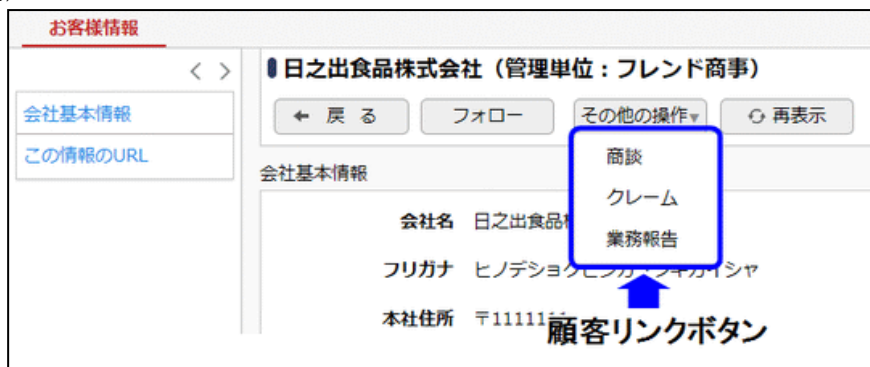 お客様情報
< >
会社基本情報
この情報のURL
日之出食品株式会社（管理単位：フレンド商事）
戻 る
フォロー
その他の操作▼
再表示
商談
クレーム
業務報告
会社基本情報
会社名 日之出食品
フリガナ ヒノデショクヒン
本社住所 〒11111
顧客リンクボタン